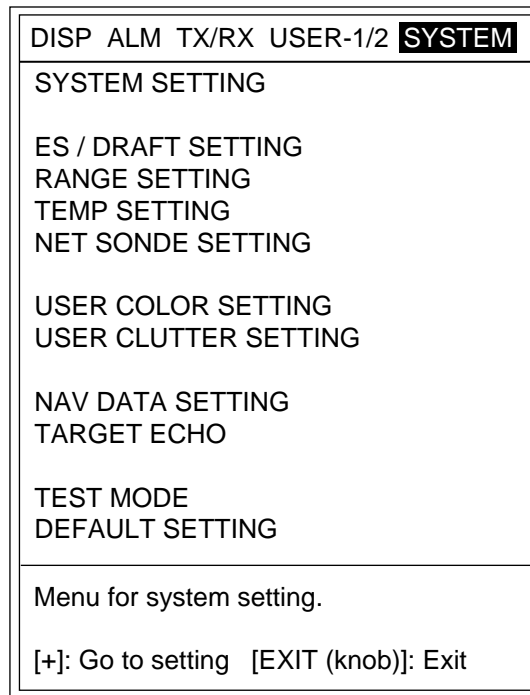 DISP ALM TX/RX USER-1/2 SYSTEM
SYSTEM SETTING
ES / DRAFT SETTING
RANGE SETTING
TEMP SETTING
NET SONDE SETTING
USER COLOR SETTING
USER CLUTTER SETTING
NAV DATA SETTING
TARGET ECHO
TEST MODE
DEFAULT SETTING
Menu for system setting.
[+]: Go to setting [EXIT (knob)]: Exit